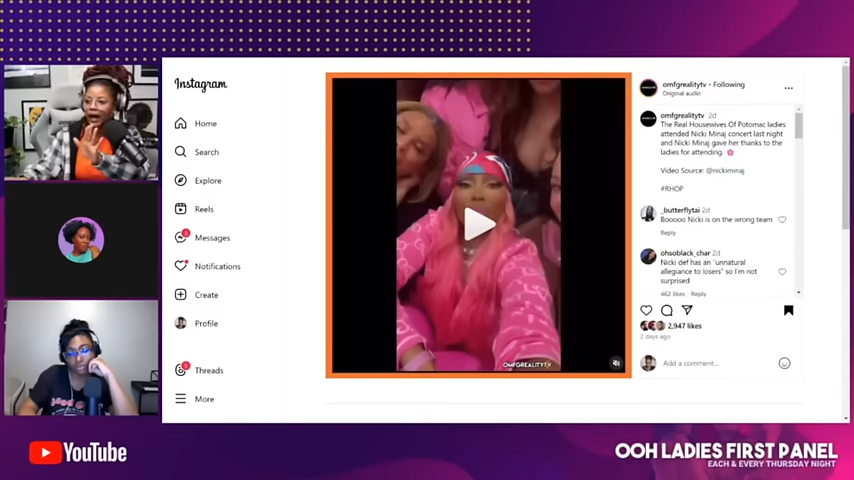 Instagram
Home
Search
Explore
Reels
Messages
Notifications
Create
Profile
Threads
More
OMFGREALITYTV
omfgrealitytv • Following
Original audio
omfgrealitytv 2d
The Real Housewives Of Potomac ladies
attended Nicki Minaj concert last night
and Nicki Minaj gave her thanks to the
ladies for attending.
Video Source: @nickiminaj
#RHOP
_butterflytai 2d
Booooo Nicki is on the wrong team
Reply
ohsoblack_char 2d
Nicki def has an "unnatural
allegiance to losers" so I'm not
surprised
462 likes Reply
2,947 likes
2 days ago
Add a comment...
YouTube
OOH LADIES FIRST PANEL
EACH & EVERY THURSDAY NIGHT